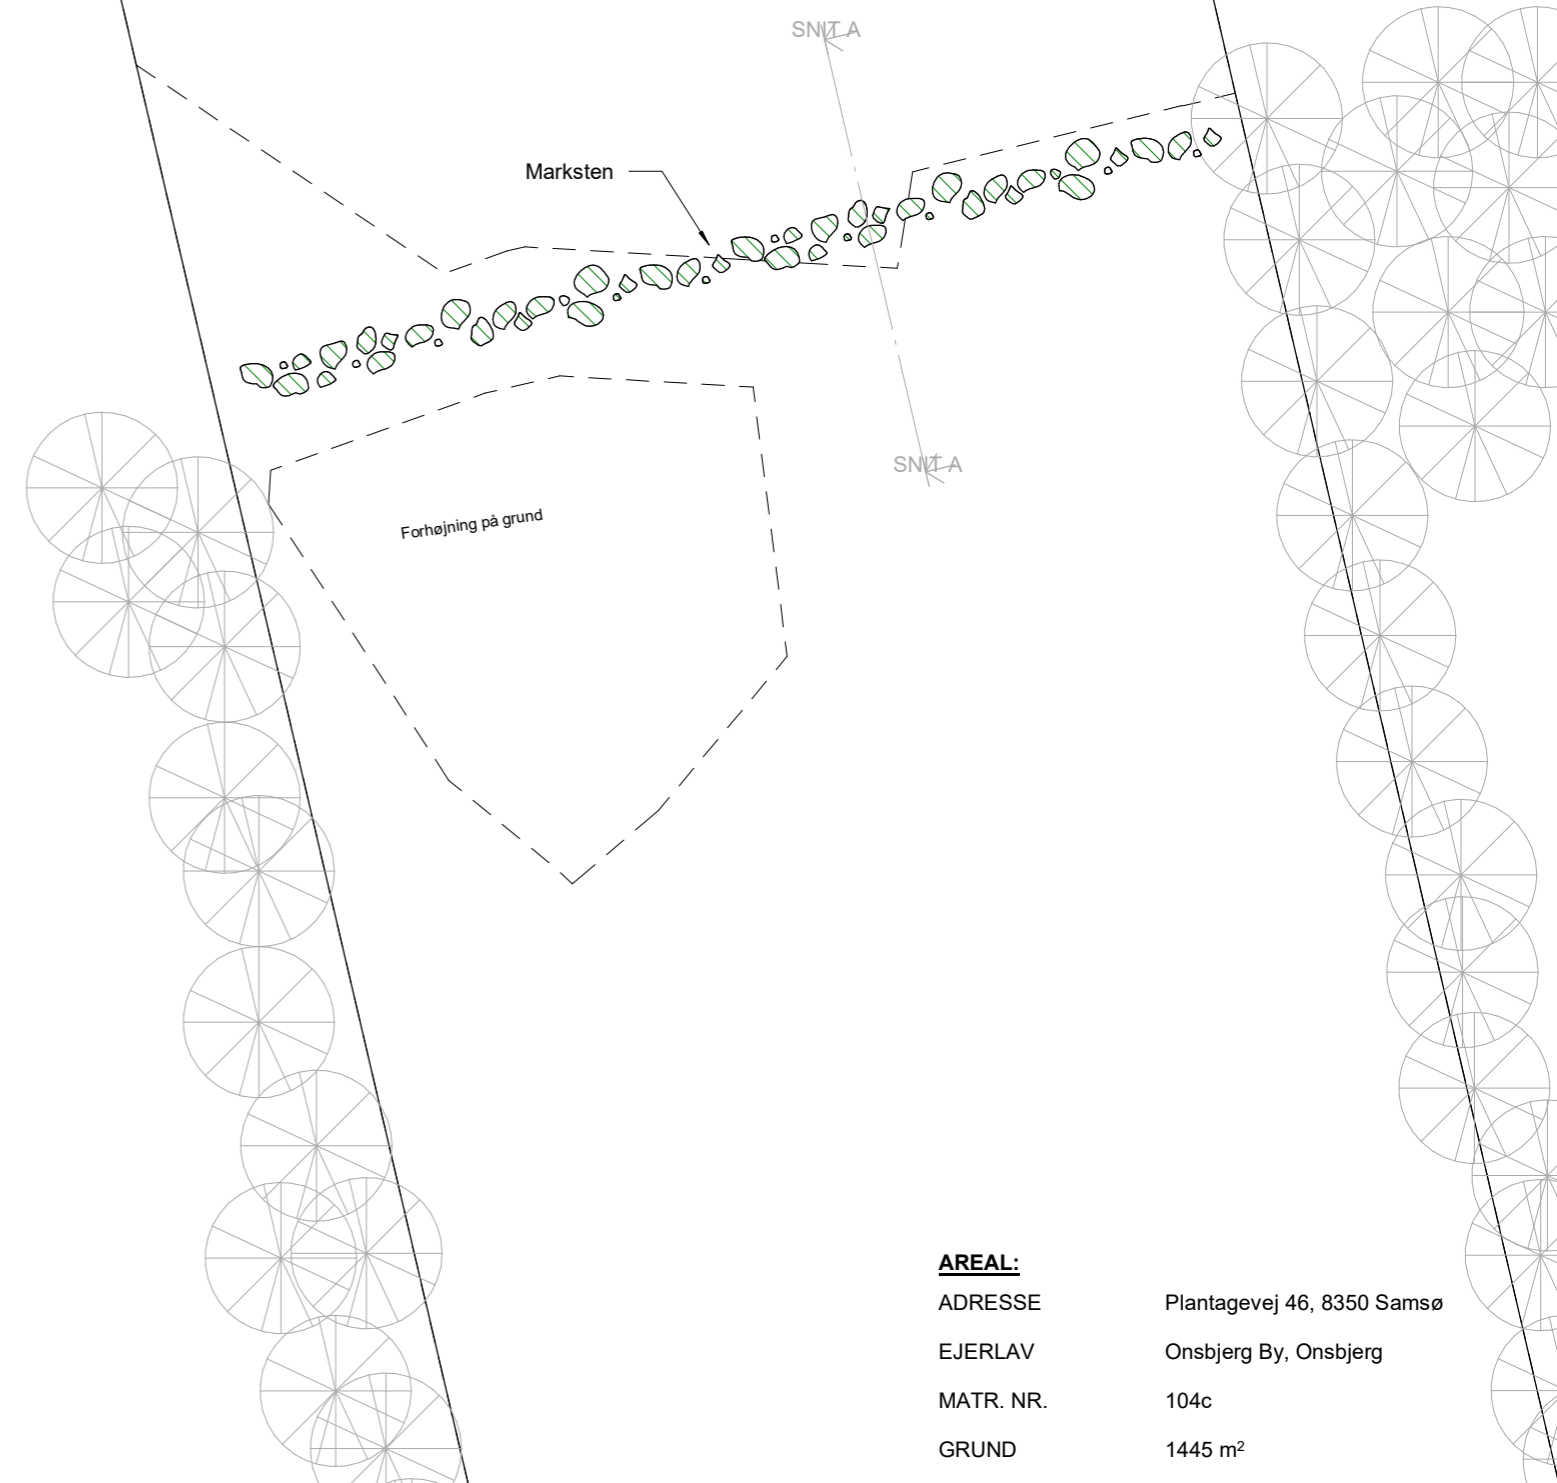 SNIT A
Marksten
SNIT A
Forhøjning på grund
AREAL:
ADRESSE Plantagevej 46, 8350 Samsø
EJERLAV Onsbjerg By, Onsbjerg
MATR. NR. 104c
GRUND 1445 m²